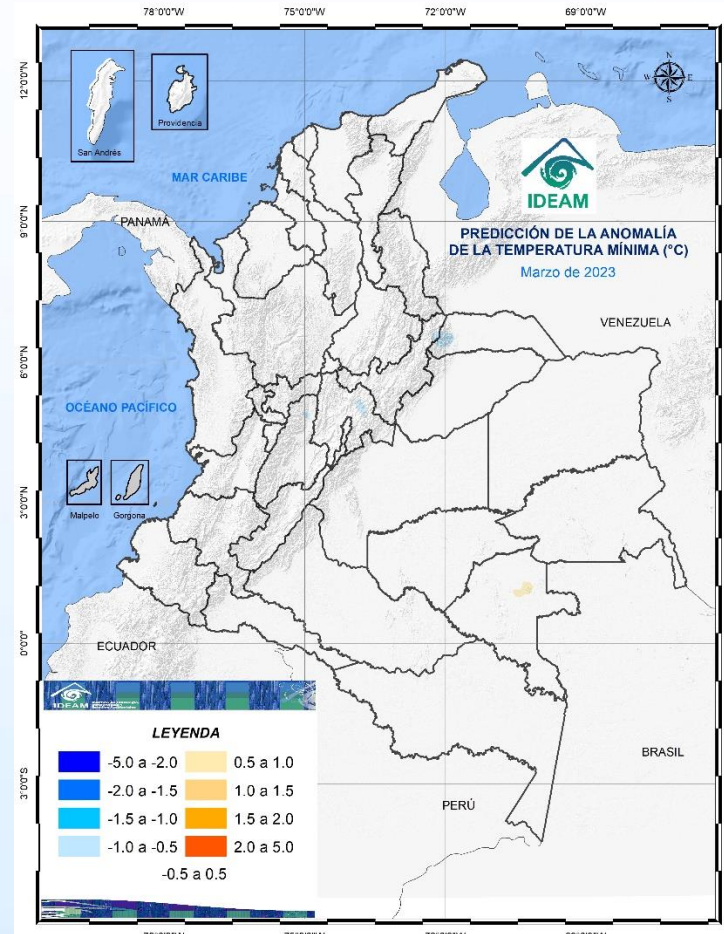 78°0'0"W 75°0'0"W 72°0'0"W 69°0'0"W
12°0'0"N
9°0'0"N
6°0'0"N
3°0'0"N
0°0'0"
3°0'0"S
N
W E
S
San Andrés
Providencia
MAR CARIBE
PANAMÁ
IDEAM
PREDICCIÓN DE LA ANOMALÍA
DE LA TEMPERATURA MÍNIMA (°C)
Marzo de 2023
VENEZUELA
OCÉANO PACÍFICO
Malpelo
Gorgona
ECUADOR
BRASIL
PERÚ
IDEAM
LEYENDA
-5.0 a -2.0 0.5 a 1.0
-2.0 a -1.5 1.0 a 1.5
-1.5 a -1.0 1.5 a 2.0
-1.0 a -0.5 2.0 a 5.0
-0.5 a 0.5